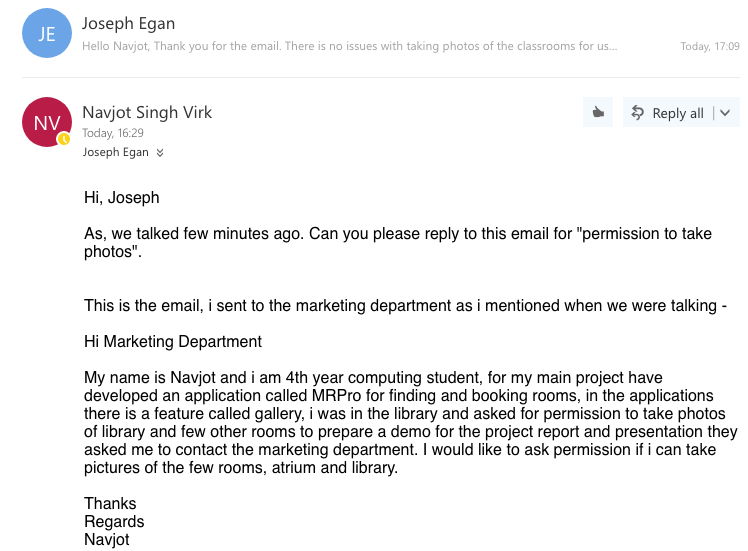 JE
Joseph Egan
Hello Navjot, Thank you for the email. There is no issues with taking photos of the classrooms for us...
Today, 17:09
NV
Navjot Singh Virk
Today, 16:29
Joseph Egan
Reply all
Hi, Joseph
As, we talked few minutes ago. Can you please reply to this email for "permission to take
photos".
This is the email, i sent to the marketing department as i mentioned when we were talking -
Hi Marketing Department
My name is Navjot and i am 4th year computing student, for my main project have
developed an application called MRPro for finding and booking rooms, in the applications
there is a feature called gallery, i was in the library and asked for permission to take photos
of library and few other rooms to prepare a demo for the project report and presentation they
asked me to contact the marketing department. I would like to ask permission if i can take
pictures of the few rooms, atrium and library.
Thanks
Regards
Navjot